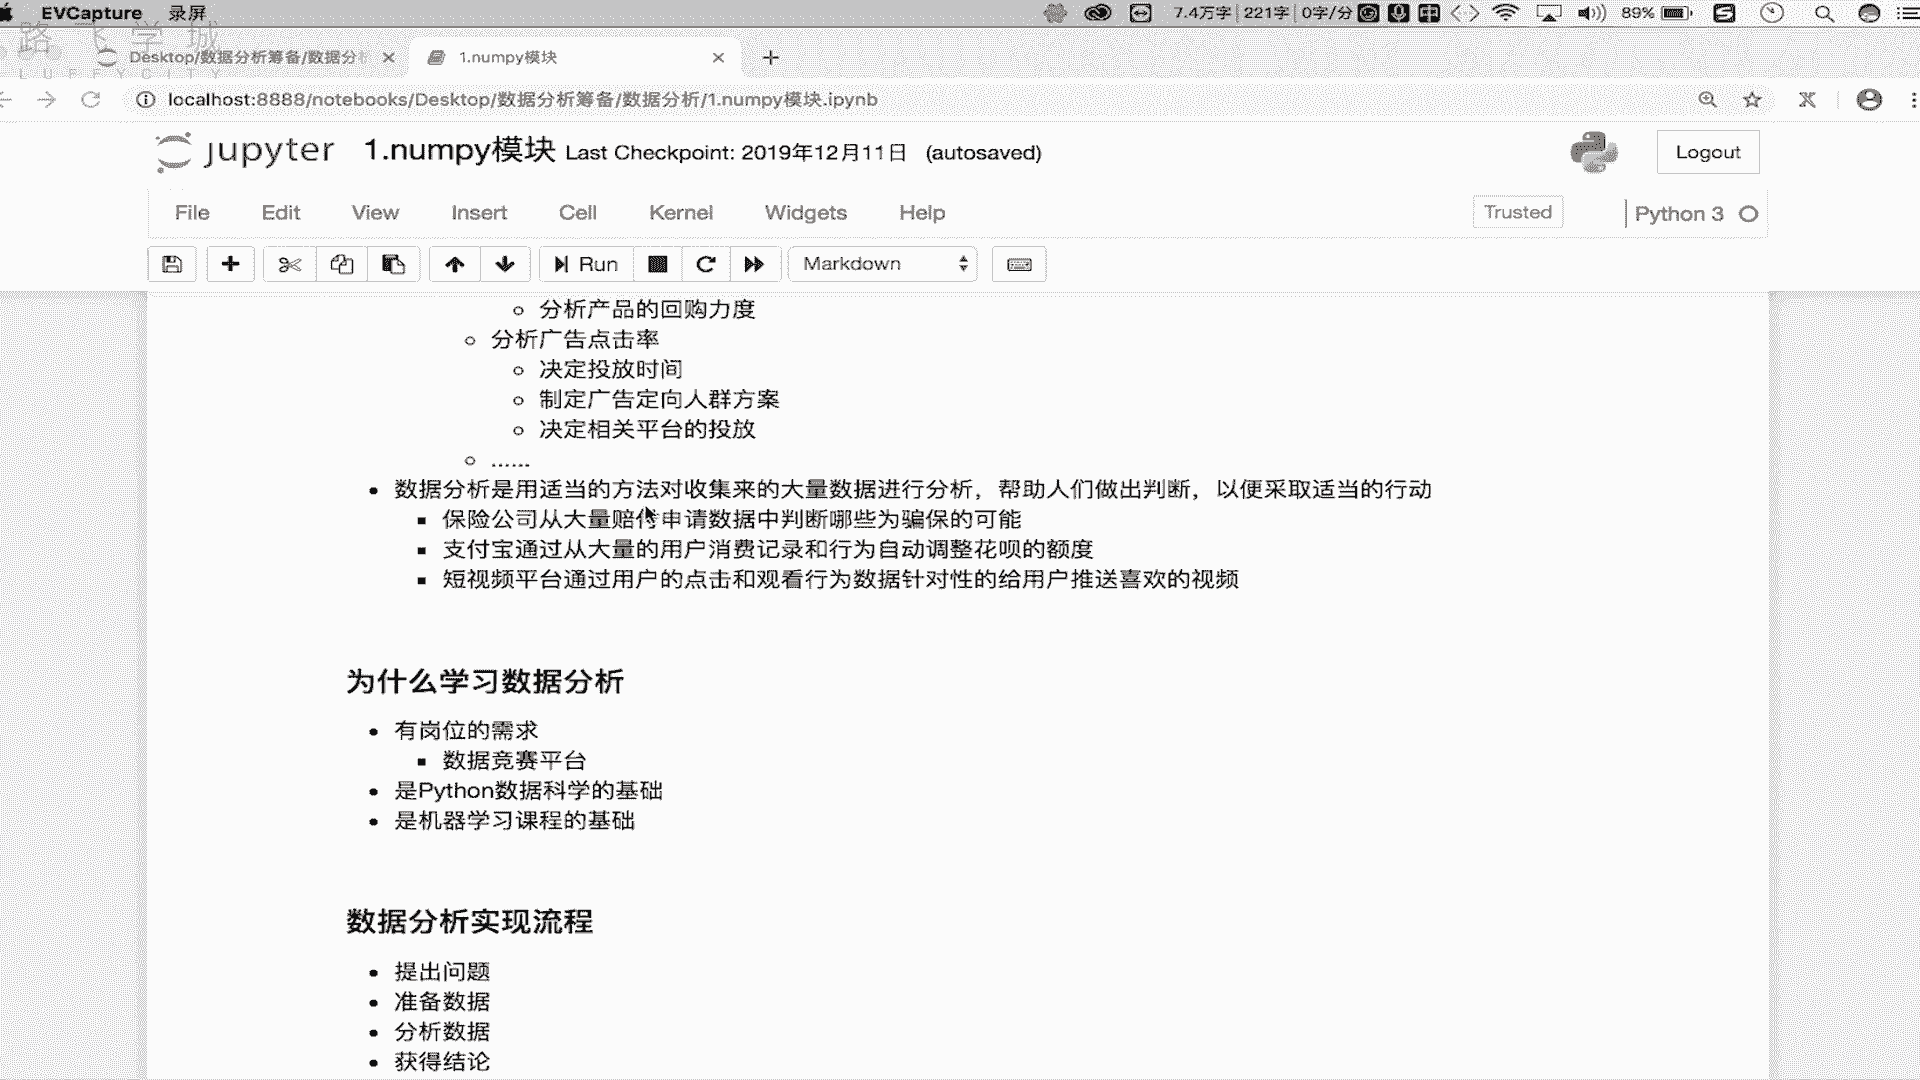 EVCapture 录屏 7.4万字 221字 0字/分 中 89%
路飞学城
LUFFYCITY
Desktop/数据分析筹备/数据分析 1.numpy模块
localhost:8888/notebooks/Desktop/数据分析筹备/数据分析/1.numpy模块.ipynb
jupyter 1.numpy模块 Last Checkpoint: 2019年12月11日 (autosaved) Logout
File Edit View Insert Cell Kernel Widgets Help Trusted Python 3
Run Markdown
分析产品的回购力度
分析广告点击率
决定投放时间
制定广告定向人群方案
决定相关平台的投放
......
数据分析是用适当的方法对收集来的大量数据进行分析，帮助人们做出判断，以便采取适当的行动
保险公司从大量赔付申请数据中判断哪些为骗保的可能
支付宝通过从大量的用户消费记录和行为自动调整花呗的额度
短视频平台通过用户的点击和观看行为数据针对性的给用户推送喜欢的视频
为什么学习数据分析
有岗位的需求
数据竞赛平台
是Python数据科学的基础
是机器学习课程的基础
数据分析实现流程
提出问题
准备数据
分析数据
获得结论